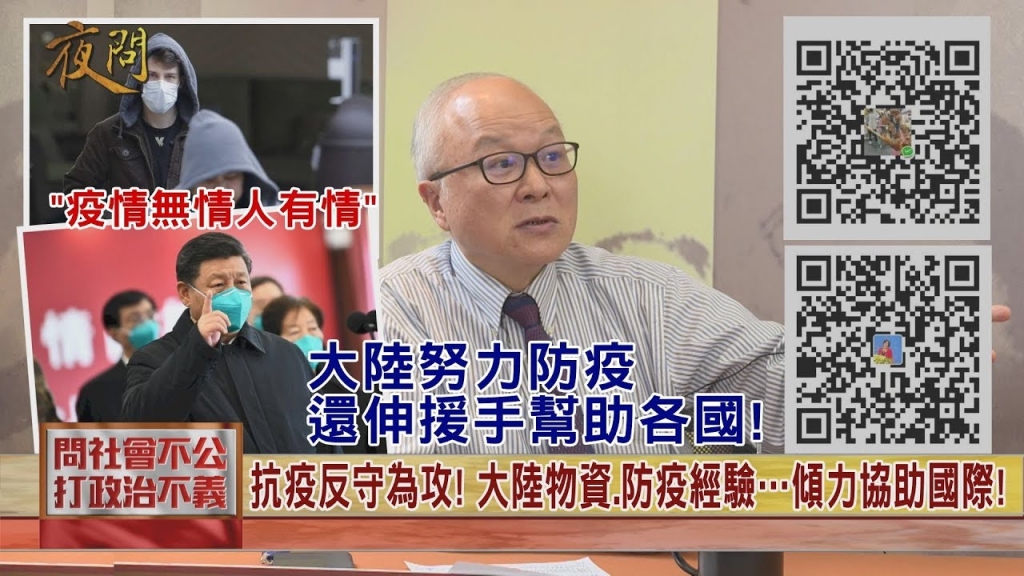 夜問
"疫情無情人有情"
情
大陸努力防疫
還伸援手幫助各國!
問社會不公
打政治不義
抗疫反守為攻! 大陸物資.防疫經驗…傾力協助國際!